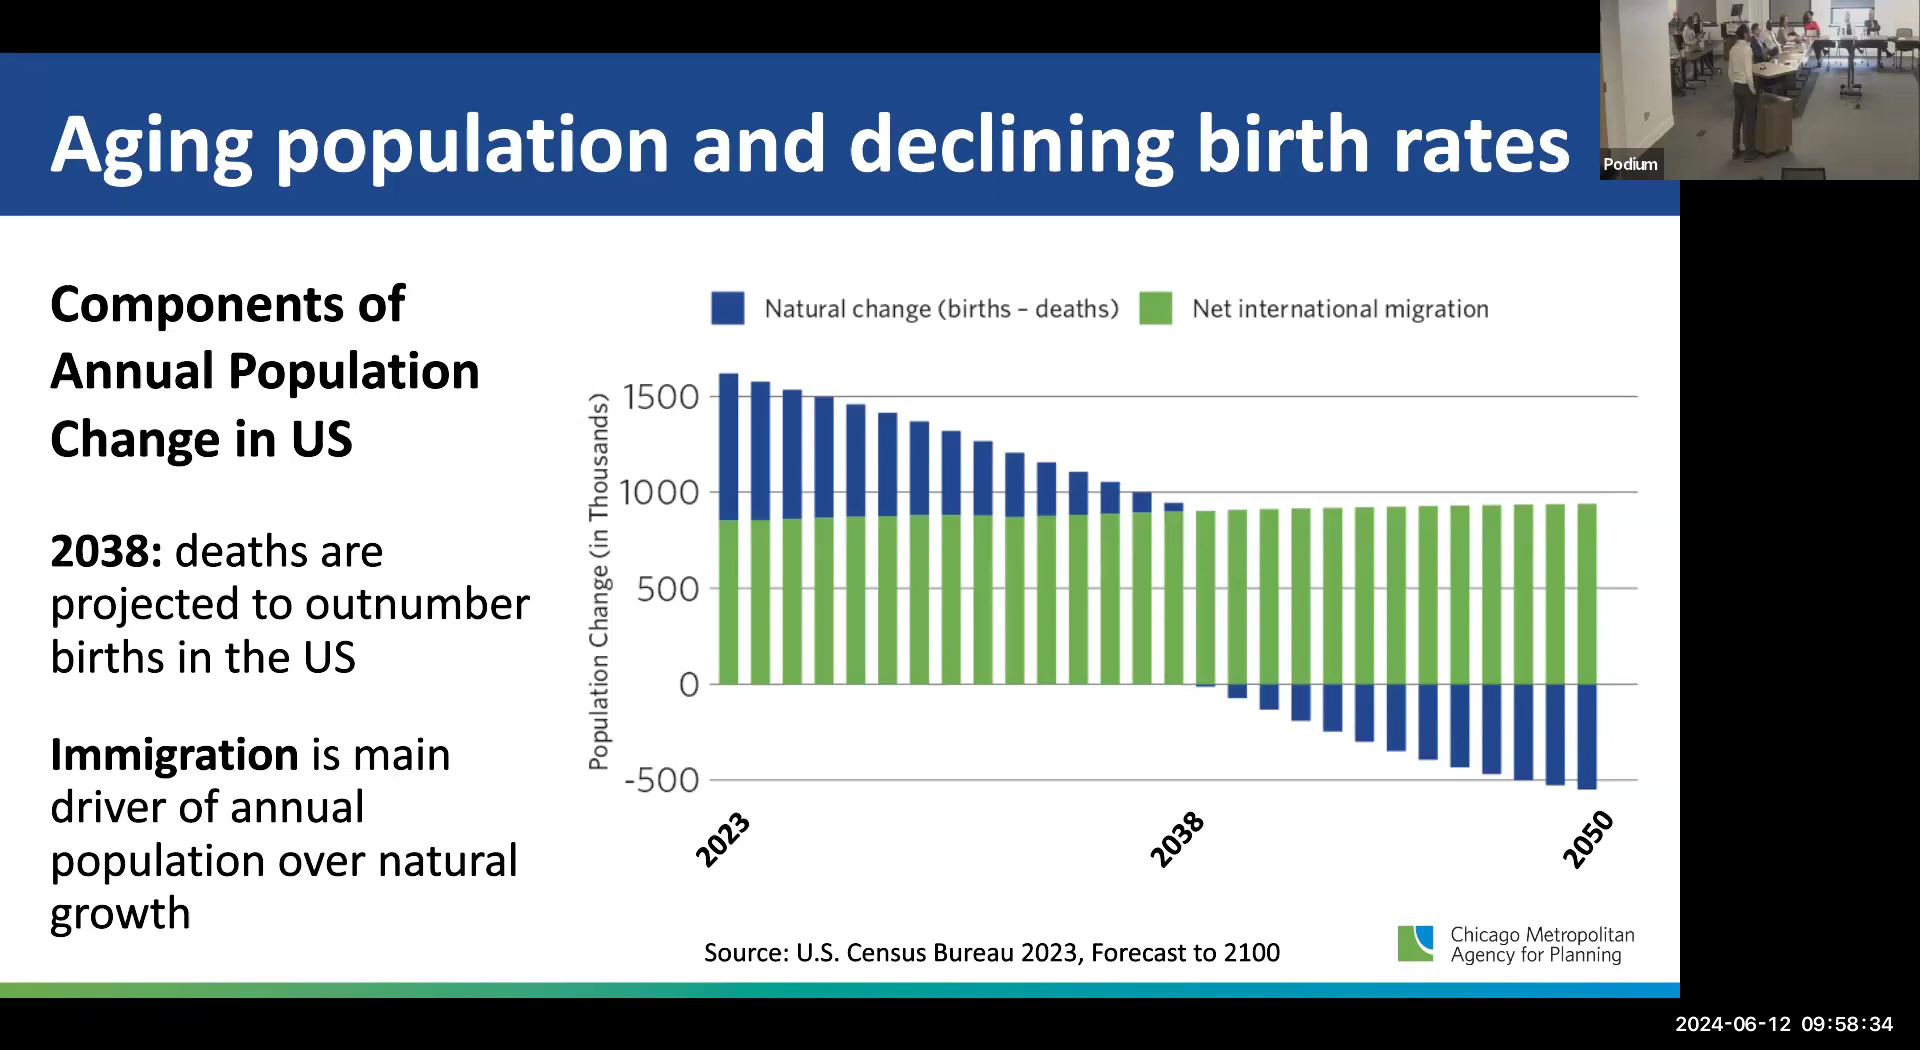 Aging population and declining birth rates
Podium
Components of
Annual Population
Change in US
2038: deaths are
projected to outnumber
births in the US
Immigration is main
driver of annual
population over natural
growth
Natural change (births – deaths)
Net international migration
Population Change (in Thousands)
1500
1000
500
0
-500
2023
2038
2050
Source: U.S. Census Bureau 2023, Forecast to 2100
Chicago Metropolitan
Agency for Planning
2024-06-12 09:58:34